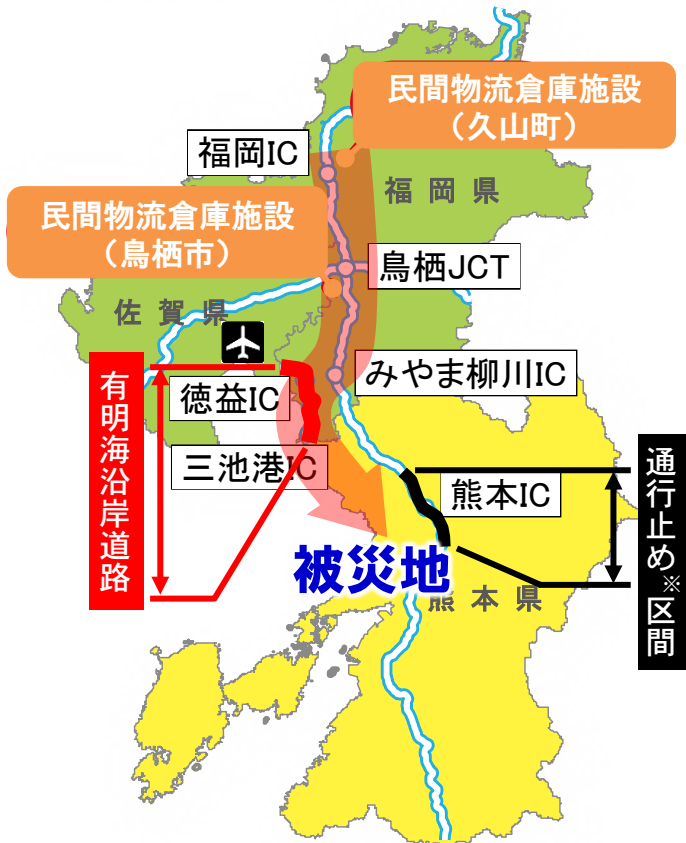 民間物流倉庫施設
（久山町）
福岡IC
福岡県
民間物流倉庫施設
（鳥栖市）
鳥栖JCT
佐賀県
みやま柳川IC
徳益IC
有明海沿岸道路
三池港IC
熊本IC
通行止め※区間
被災地
熊本県